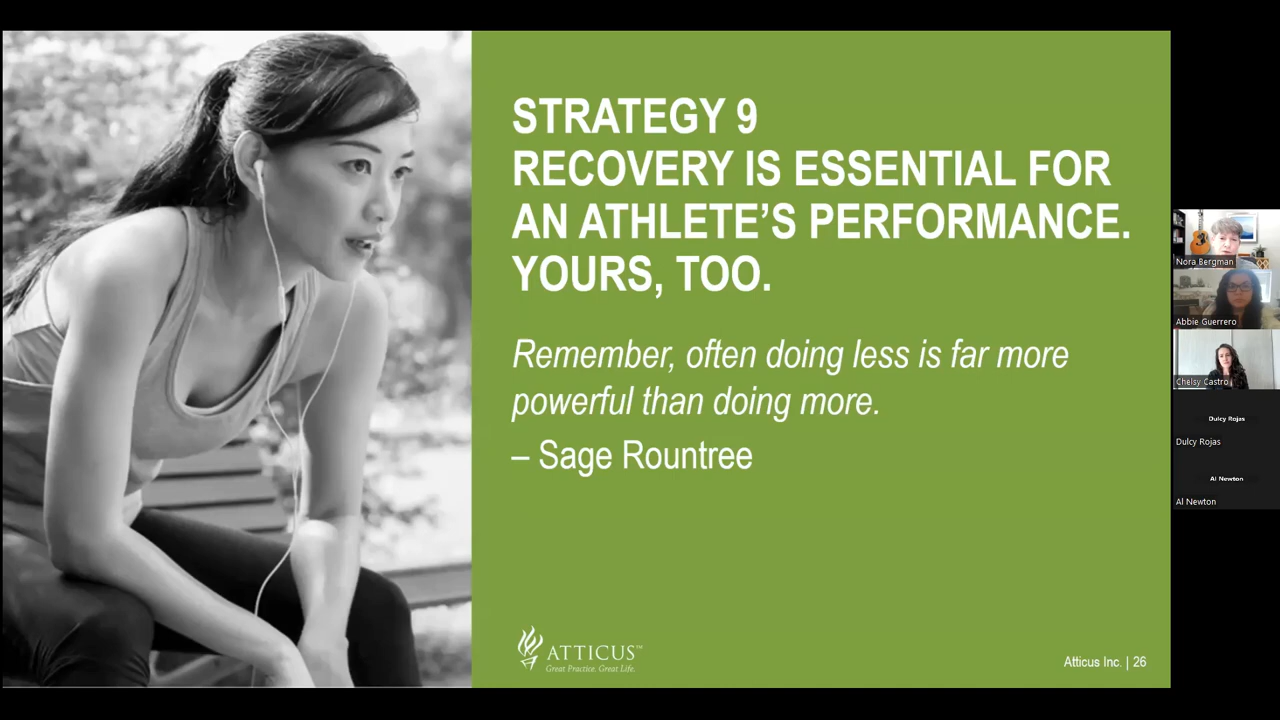 STRATEGY 9
RECOVERY IS ESSENTIAL FOR
AN ATHLETE’S PERFORMANCE.
YOURS, TOO.
Remember, often doing less is far more
powerful than doing more.
– Sage Rountree
ATTICUS™
Great Practice. Great Life.
Atticus Inc. | 26
Nora Bergman
Abbie Guerrero
Chelsy Castro
Dulcy Rojas
Dulcy Rojas
Al Newton
Al Newton